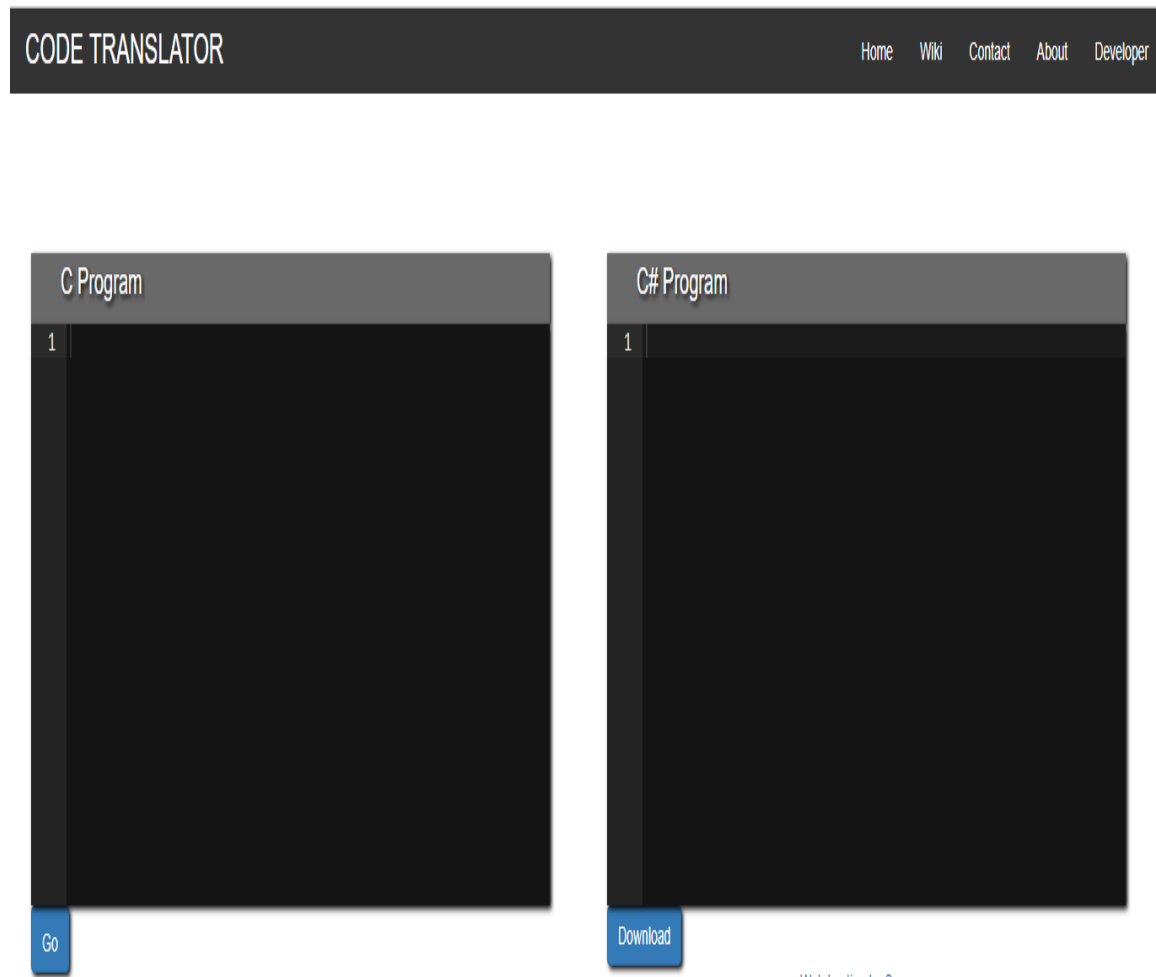 CODE TRANSLATOR
Home Wiki Contact About Developer
C Program
C# Program
1
1
Go
Download